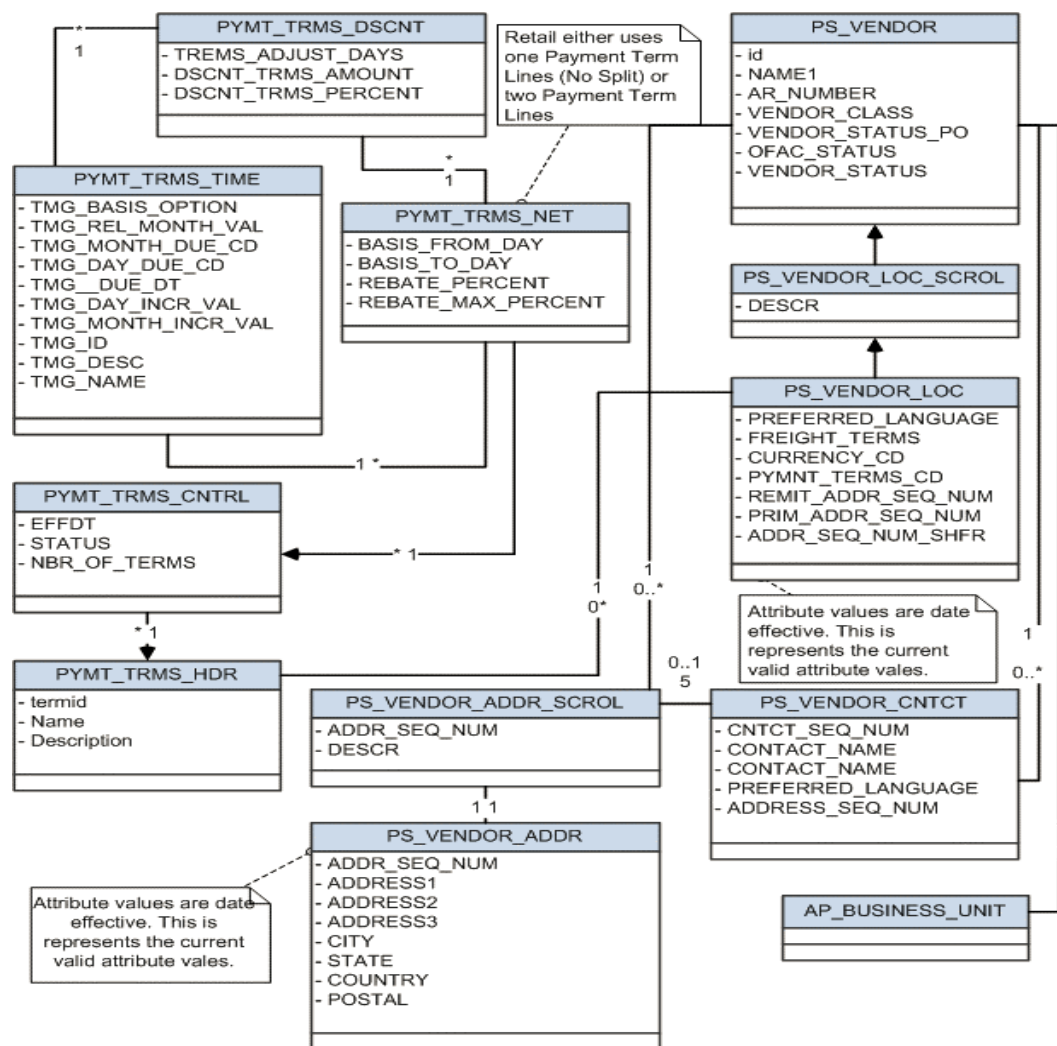 PYMT_TRMS_DSCNT
- TREMS_ADJUST_DAYS
- DSCNT_TRMS_AMOUNT
- DSCNT_TRMS_PERCENT
*
1
Retail either uses
one Payment Term
Lines (No Split) or
two Payment Term
Lines
PS_VENDOR
- id
- NAME1
- AR_NUMBER
- VENDOR_CLASS
- VENDOR_STATUS_PO
- OFAC_STATUS
- VENDOR_STATUS
*
1
PYMT_TRMS_TIME
- TMG_BASIS_OPTION
- TMG_REL_MONTH_VAL
- TMG_MONTH_DUE_CD
- TMG_DAY_DUE_CD
- TMG__DUE_DT
- TMG_DAY_INCR_VAL
- TMG_MONTH_INCR_VAL
- TMG_ID
- TMG_DESC
- TMG_NAME
PYMT_TRMS_NET
- BASIS_FROM_DAY
- BASIS_TO_DAY
- REBATE_PERCENT
- REBATE_MAX_PERCENT
PS_VENDOR_LOC_SCROL
- DESCR
PS_VENDOR_LOC
- PREFERRED_LANGUAGE
- FREIGHT_TERMS
- CURRENCY_CD
- PYMNT_TERMS_CD
- REMIT_ADDR_SEQ_NUM
- PRIM_ADDR_SEQ_NUM
- ADDR_SEQ_NUM_SHFR
1 *
PYMT_TRMS_CNTRL
- EFFDT
- STATUS
- NBR_OF_TERMS
* 1
1
0*
1
0..*
Attribute values are date
effective. This is
represents the current
valid attribute vales.
1
0..*
* 1
PYMT_TRMS_HDR
- termid
- Name
- Description
0..1
5
PS_VENDOR_ADDR_SCROL
- ADDR_SEQ_NUM
- DESCR
PS_VENDOR_CNTCT
- CNTCT_SEQ_NUM
- CONTACT_NAME
- CONTACT_NAME
- PREFERRED_LANGUAGE
- ADDRESS_SEQ_NUM
1 1
PS_VENDOR_ADDR
- ADDR_SEQ_NUM
- ADDRESS1
- ADDRESS2
- ADDRESS3
- CITY
- STATE
- COUNTRY
- POSTAL
Attribute values are date
effective. This is
represents the current
valid attribute vales.
AP_BUSINESS_UNIT